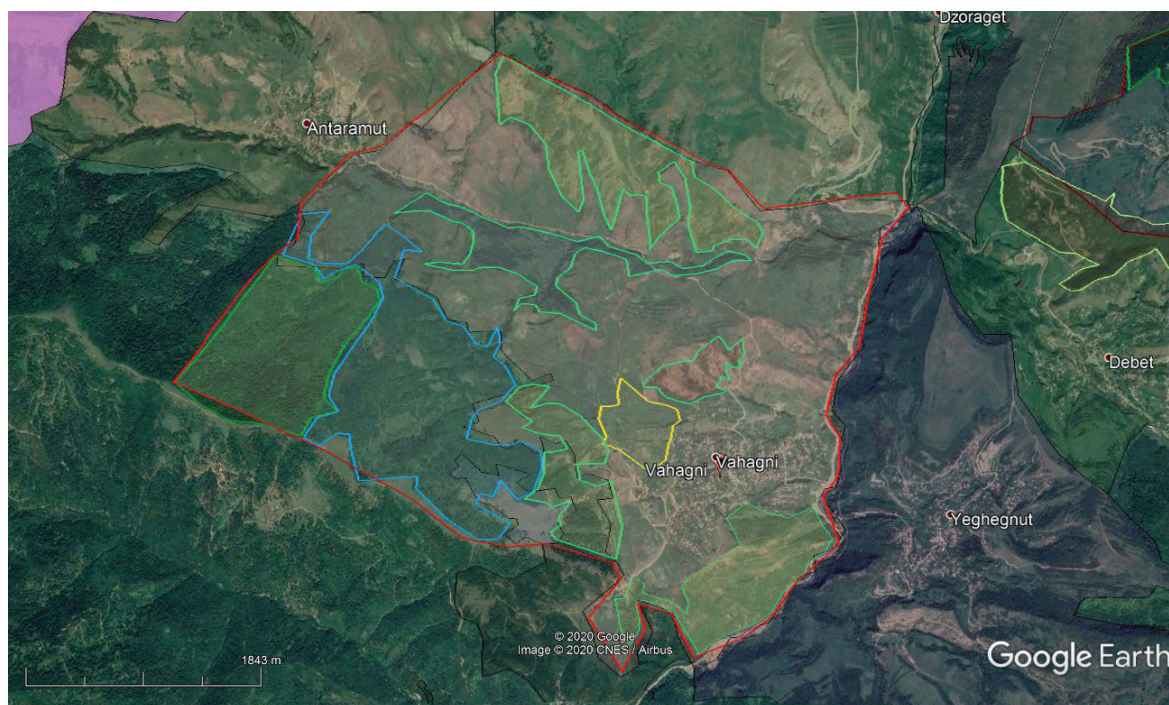 Dzoraget
Antaramut
Debet
Vahagni
Vahagni
Yeghegnut
© 2020 Google
Image © 2020 CNES / Airbus
1843 m
Google Earth